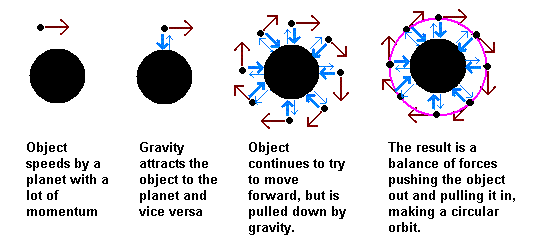 Object
speeds by a
planet with a
lot of
momentum
Gravity
attracts the
object to the
planet and
vice versa
Object
continues to try
to move
forward, but is
pulled down by
gravity.
The result is a
balance of forces
pushing the object
out and pulling it in,
making a circular
orbit.